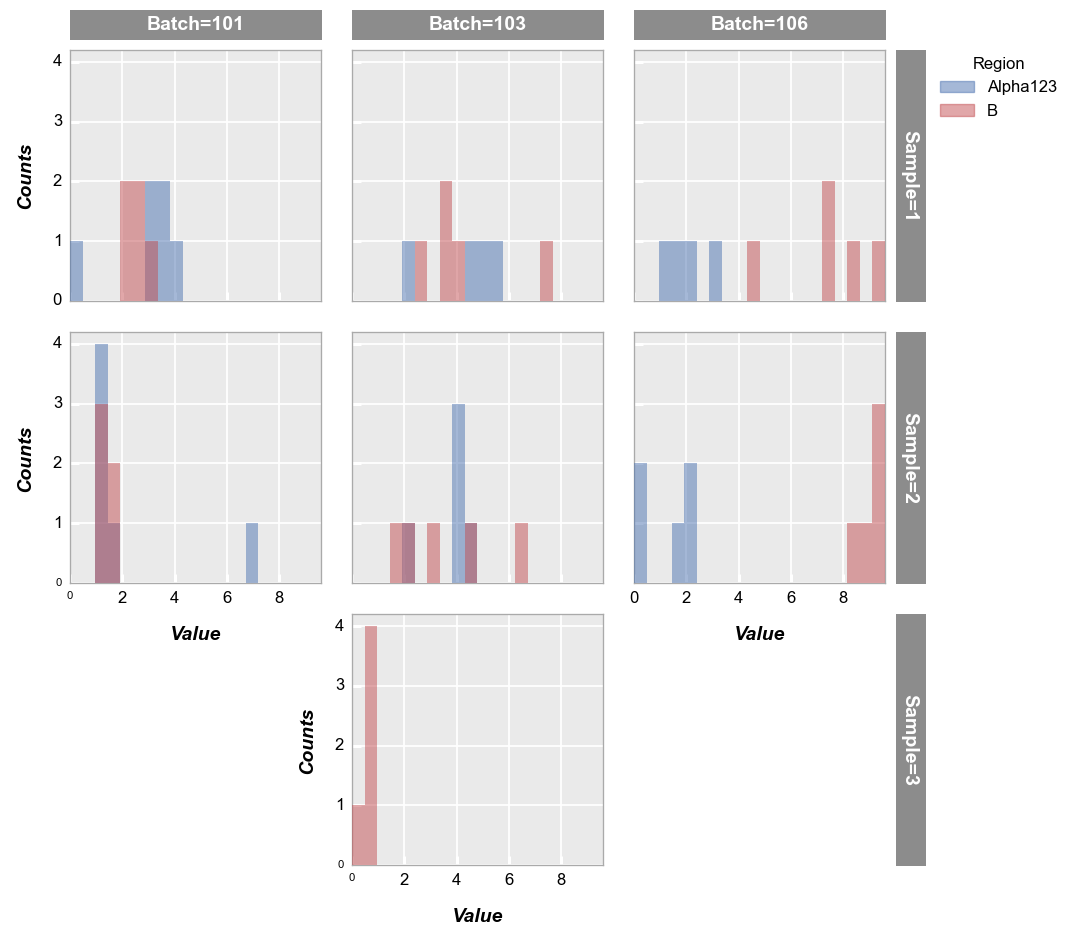 Batch=101 Batch=103 Batch=106
Region
Alpha123
B
4
3
2
1
0
Counts
Sample=1
4
3
2
1
0
Counts
Sample=2
0 2 4 6 8
Value
0 2 4 6 8
Value
4
3
2
1
0
Counts
Sample=3
0 2 4 6 8
Value